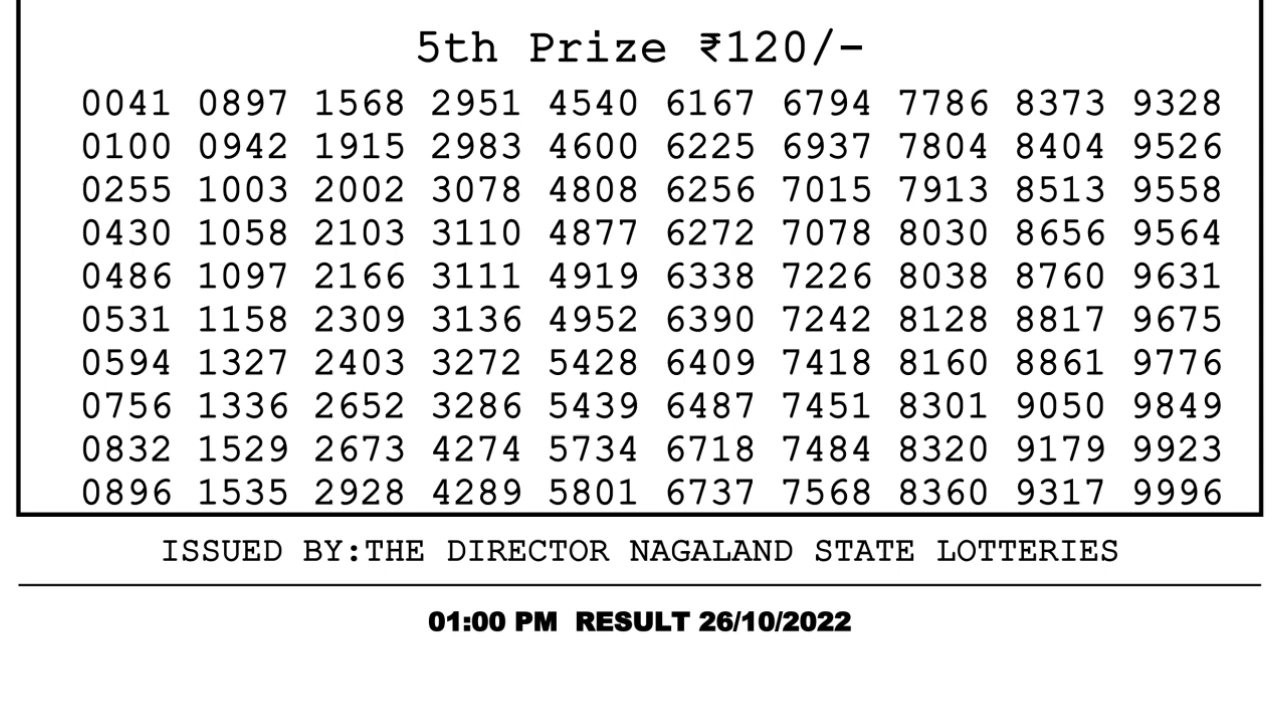 5th Prize ₹120/-
0041 0897 1568 2951 4540 6167 6794 7786 8373 9328
0100 0942 1915 2983 4600 6225 6937 7804 8404 9526
0255 1003 2002 3078 4808 6256 7015 7913 8513 9558
0430 1058 2103 3110 4877 6272 7078 8030 8656 9564
0486 1097 2166 3111 4919 6338 7226 8038 8760 9631
0531 1158 2309 3136 4952 6390 7242 8128 8817 9675
0594 1327 2403 3272 5428 6409 7418 8160 8861 9776
0756 1336 2652 3286 5439 6487 7451 8301 9050 9849
0832 1529 2673 4274 5734 6718 7484 8320 9179 9923
0896 1535 2928 4289 5801 6737 7568 8360 9317 9996
ISSUED BY:THE DIRECTOR NAGALAND STATE LOTTERIES
01:00 PM RESULT 26/10/2022